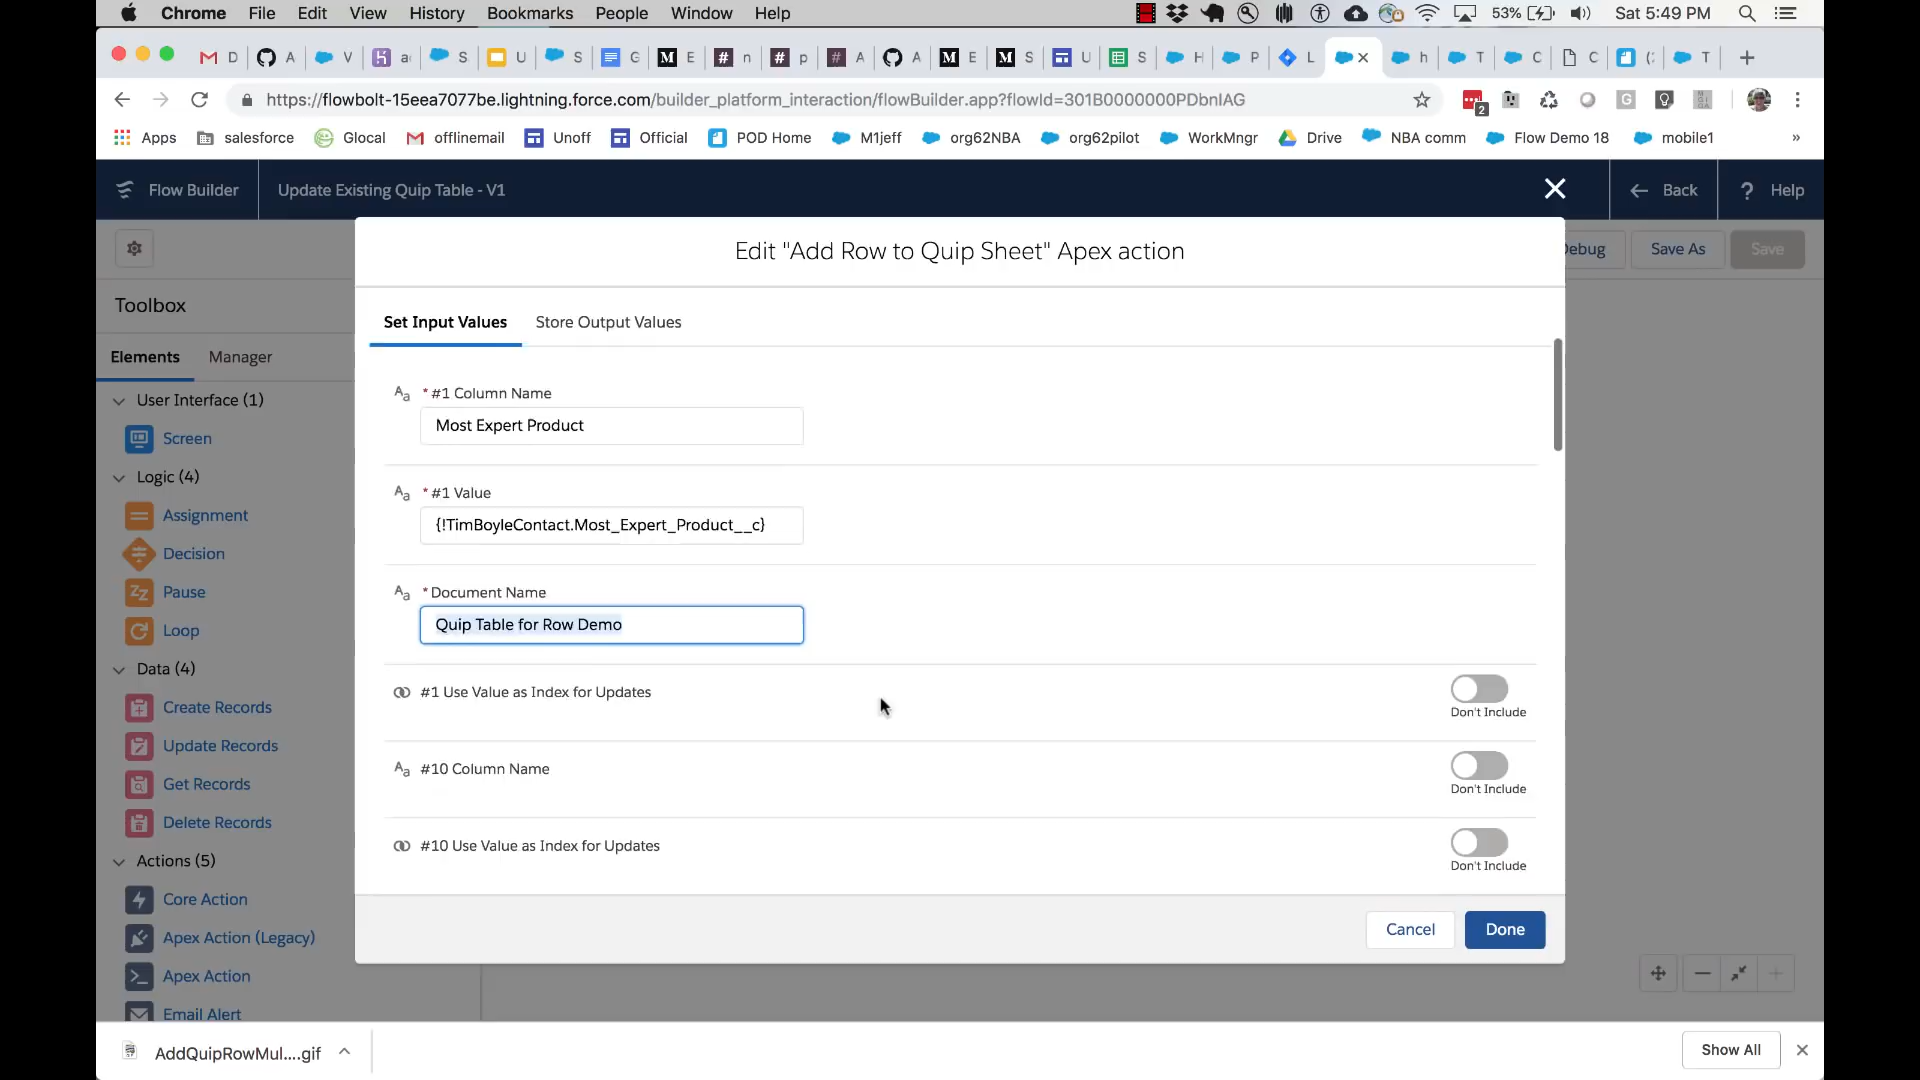 Chrome File Edit View History Bookmarks People Window Help 53% Sat 5:49 PM
D A V a S U S G E n p A A E S U S H P L h T C C ( T
https://flowbolt-15eea7077be.lightning.force.com/builder_platform_interaction/flowBuilder.app?flowId=301B0000000PDbnIAG 2
Apps salesforce Glocal offlinemail Unoff Official POD Home M1jeff org62NBA org62pilot WorkMngr Drive NBA comm Flow Demo 18 mobile1 »
Flow Builder Update Existing Quip Table - V1 Back ? Help
Edit "Add Row to Quip Sheet" Apex action
Debug Save As Save
Toolbox
Set Input Values Store Output Values
Elements Manager
User Interface (1)
Screen
Logic (4)
Assignment
Decision
Pause
Loop
Data (4)
Create Records
Update Records
Get Records
Delete Records
Actions (5)
Core Action
Apex Action (Legacy)
Apex Action
Email Alert
Aa * #1 Column Name
Most Expert Product
Aa * #1 Value
{!TimBoyleContact.Most_Expert_Product__c}
Aa * Document Name
Quip Table for Row Demo
#1 Use Value as Index for Updates
Don't Include
Aa #10 Column Name
Don't Include
#10 Use Value as Index for Updates
Don't Include
Cancel Done
AddQuipRowMul....gif Show All